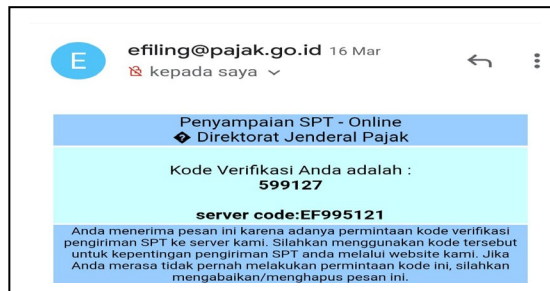 E
efiling@pajak.go.id 16 Mar
kepada saya
Penyampaian SPT - Online
� Direktorat Jenderal Pajak
Kode Verifikasi Anda adalah :
599127
server code:EF995121
Anda menerima pesan ini karena adanya permintaan kode verifikasi
pengiriman SPT ke server kami. Silahkan menggunakan kode tersebut
untuk kepentingan pengiriman SPT anda melalui website kami. Jika
Anda merasa tidak pernah melakukan permintaan kode ini, silahkan
mengabaikan/menghapus pesan ini.